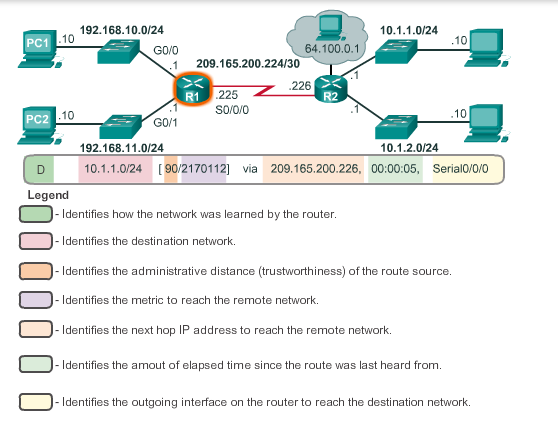 192.168.10.0/24
10.1.1.0/24
PC1
.10
G0/0
64.100.0.1
.10
.1
209.165.200.224/30
.1
R1
.225
.226
R2
S0/0/0
PC2
.10
.1
G0/1
.1
.10
192.168.11.0/24
10.1.2.0/24
D 10.1.1.0/24 [ 90/2170112] via 209.165.200.226, 00:00:05, Serial0/0/0
Legend
- Identifies how the network was learned by the router.
- Identifies the destination network.
- Identifies the administrative distance (trustworthiness) of the route source.
- Identifies the metric to reach the remote network.
- Identifies the next hop IP address to reach the remote network.
- Identifies the amout of elapsed time since the route was last heard from.
- Identifies the outgoing interface on the router to reach the destination network.